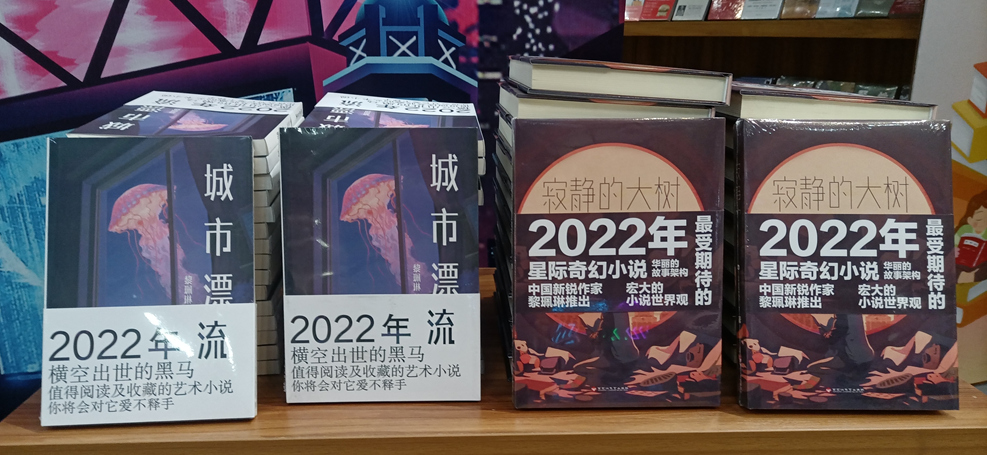 城市漂流
2022年
横空出世的黑马
值得阅读及收藏的艺术小说
你将会对它爱不释手
城市漂流
2022年
横空出世的黑马
值得阅读及收藏的艺术小说
你将会对它爱不释手
寂静的大树
2022年
最受期待的
星际奇幻小说
华丽的
故事架构
中国新锐作家
黎珮琳推出
宏大的
小说世界观
寂静的大树
2022年
最受期待的
星际奇幻小说
华丽的
故事架构
中国新锐作家
黎珮琳推出
宏大的
小说世界观